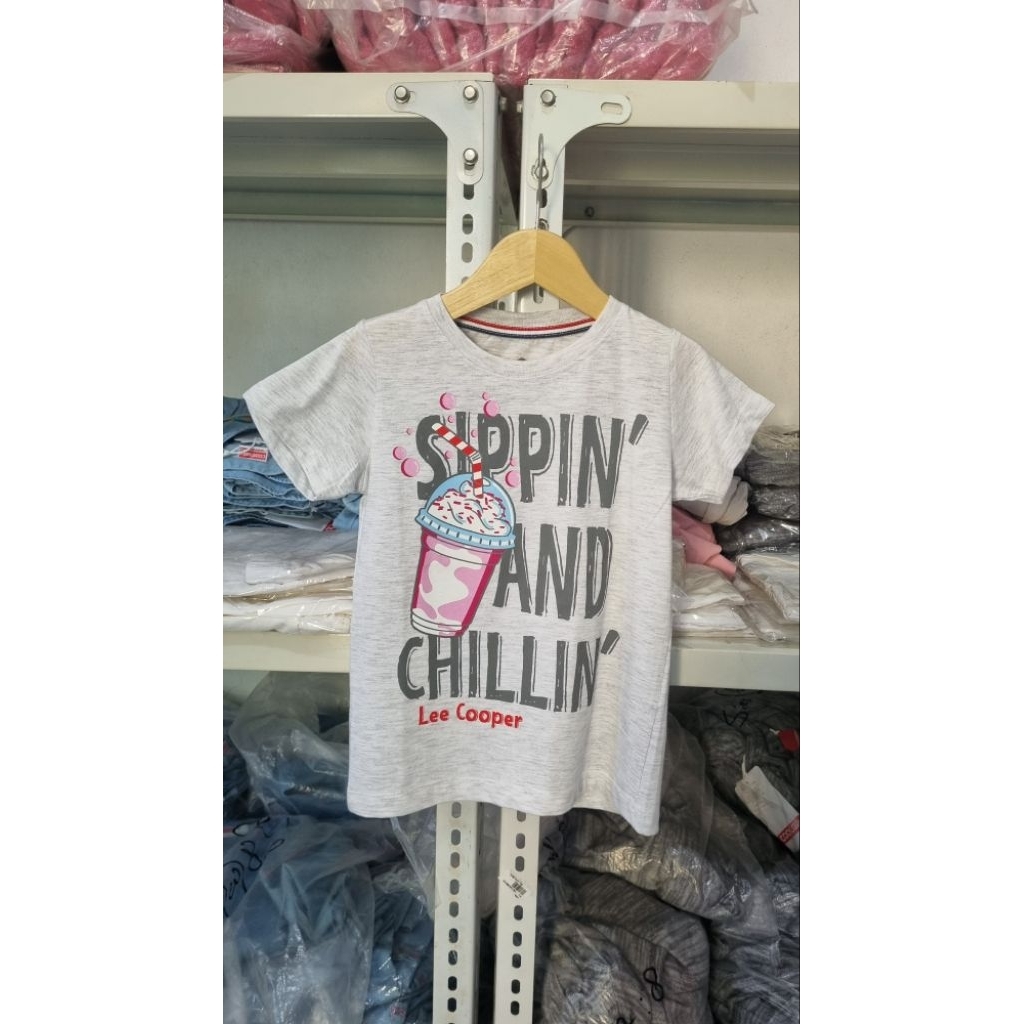 SIPPIN'
AND
CHILLIN'
Lee Cooper